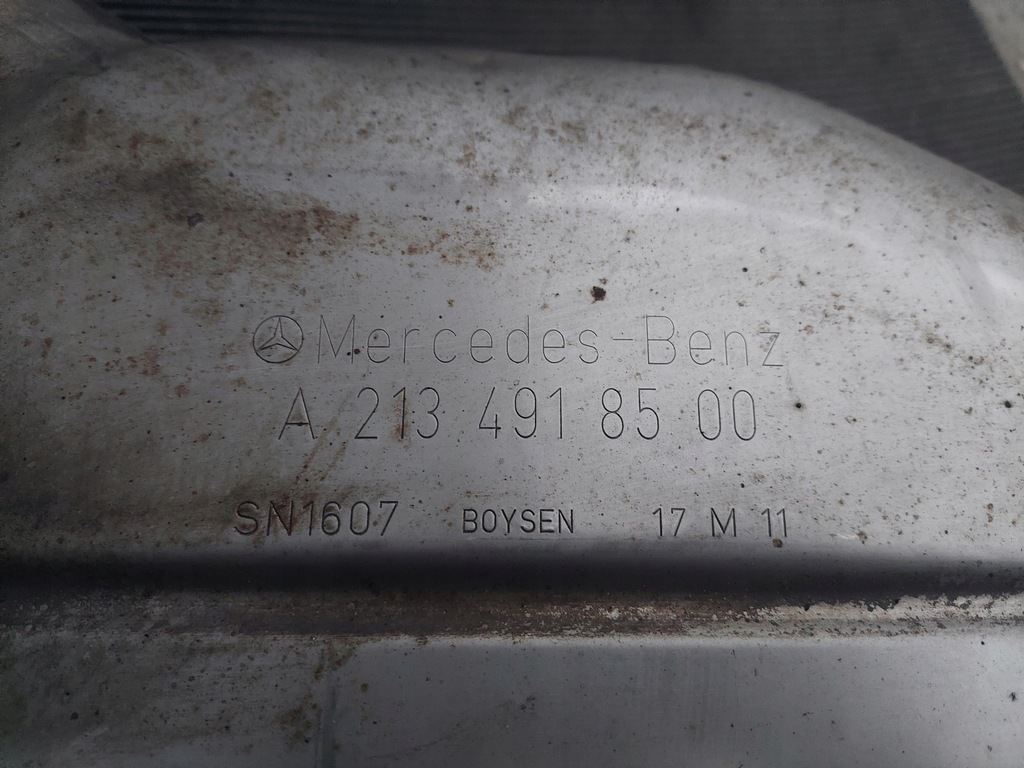 Mercedes-Benz
A 213 491 85 00
SN1607 BOYSEN 17 M 11